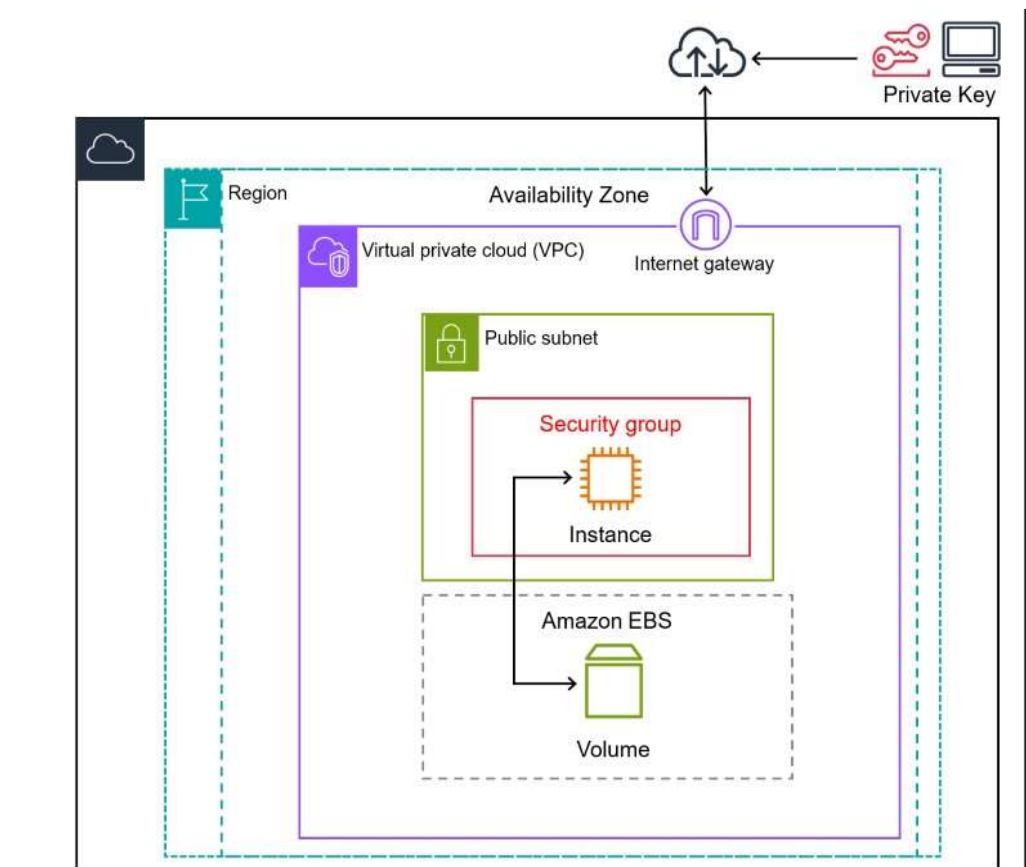 Private Key
Region
Availability Zone
Virtual private cloud (VPC)
Internet gateway
Public subnet
Security group
Instance
Amazon EBS
Volume